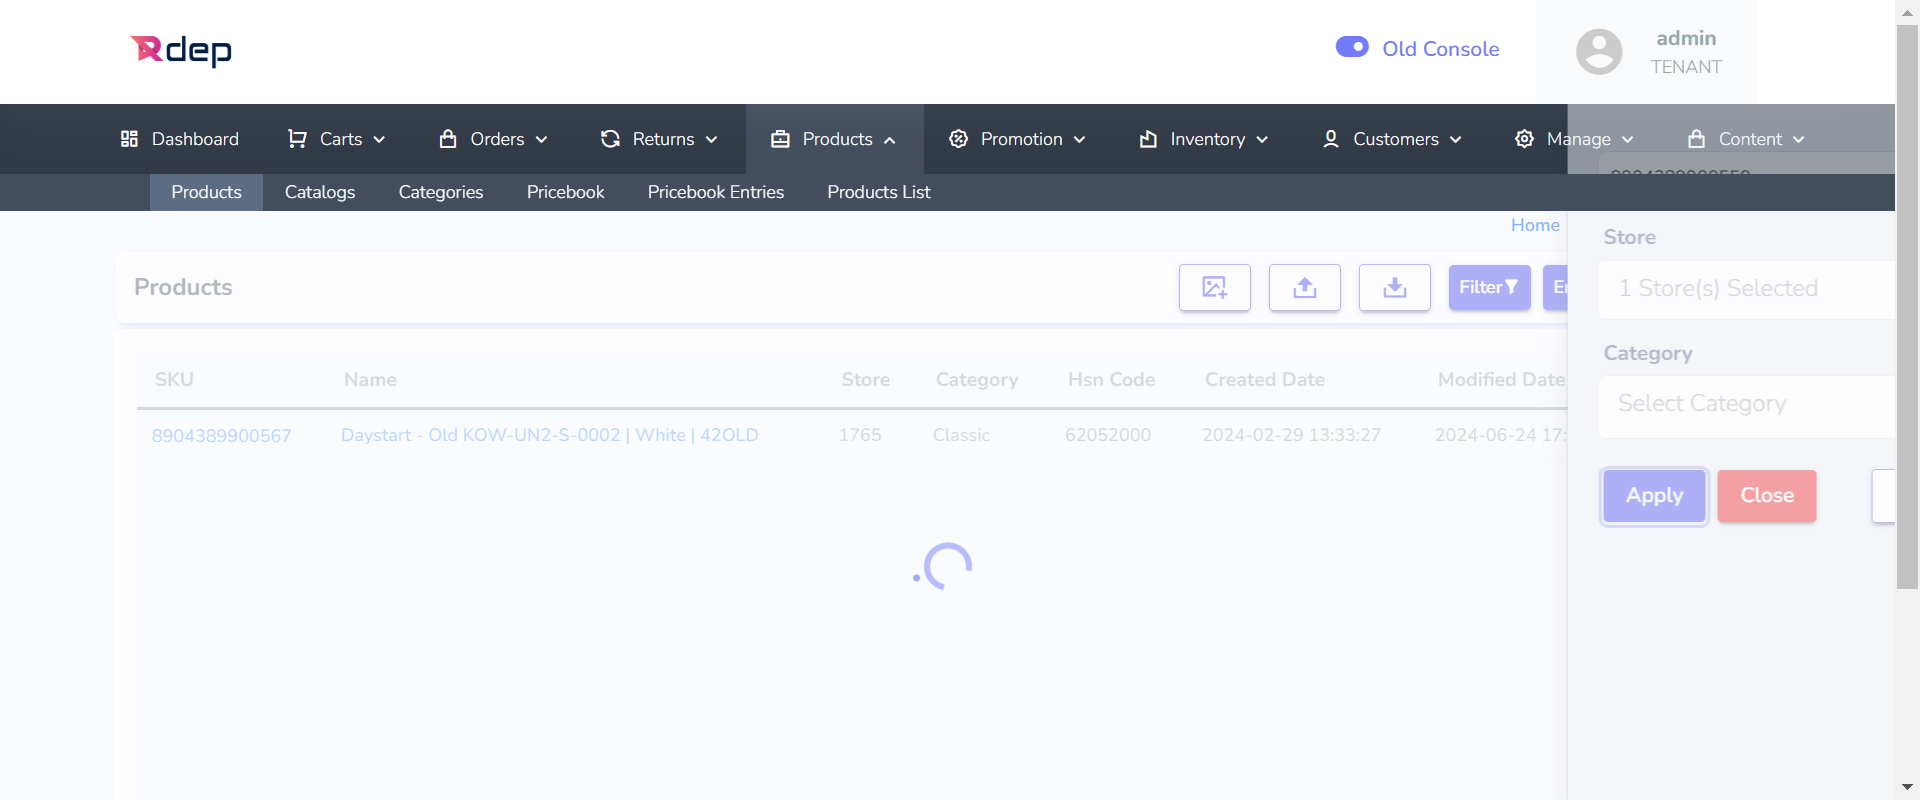 Rdep
Old Console
admin
TENANT
Dashboard
Carts
Orders
Returns
Products
Promotion
Inventory
Customers
Manage
Content
Products
Catalogs
Categories
Pricebook
Pricebook Entries
Products List
Home
Store
1 Store(s) Selected
Products
Filter
Category
Select Category
SKU
Name
Store
Category
Hsn Code
Created Date
Modified Date
8904389900567
Daystart - Old KOW-UN2-S-0002 | White | 42OLD
1765
Classic
62052000
2024-02-29 13:33:27
2024-06-24 17:
Apply
Close